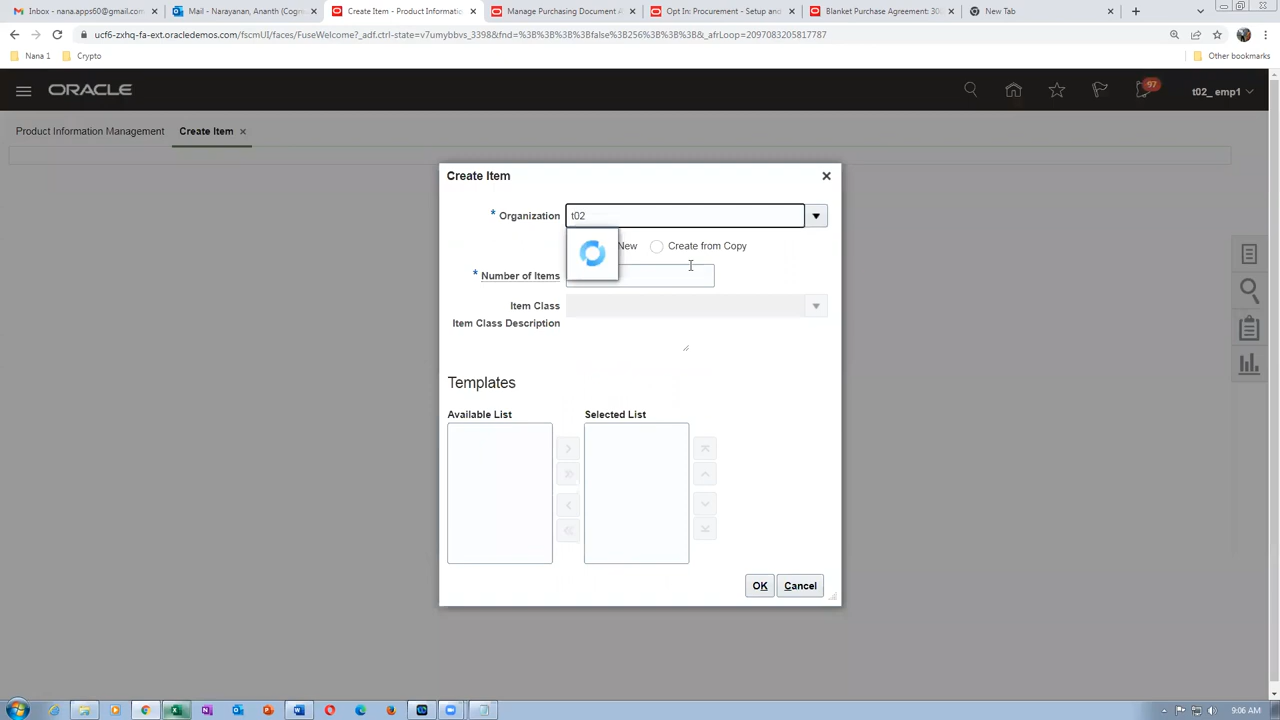 Inbox - nana.apps60@gmail.com
Mail - Narayanan, Ananth (Cogni
Create Item - Product Informatio
Manage Purchasing Document A
Opt In: Procurement - Setup and
Blanket Purchase Agreement: 30
New Tab
ucf6-zxhq-fa-ext.oracledemos.com/fscmUI/faces/FuseWelcome?_adf.ctrl-state=v7umybbvs_3398&fnd=%3B%3B%3B%3Bfalse%3B256%3B%3B%3B&_afrLoop=2097083205817787
Nana 1
Crypto
Other bookmarks
ORACLE
97
t02_ emp1
Product Information Management
Create Item
Create Item
* Organization
t02
New
Create from Copy
* Number of Items
Item Class
Item Class Description
Templates
Available List
Selected List
OK
Cancel
9:06 AM